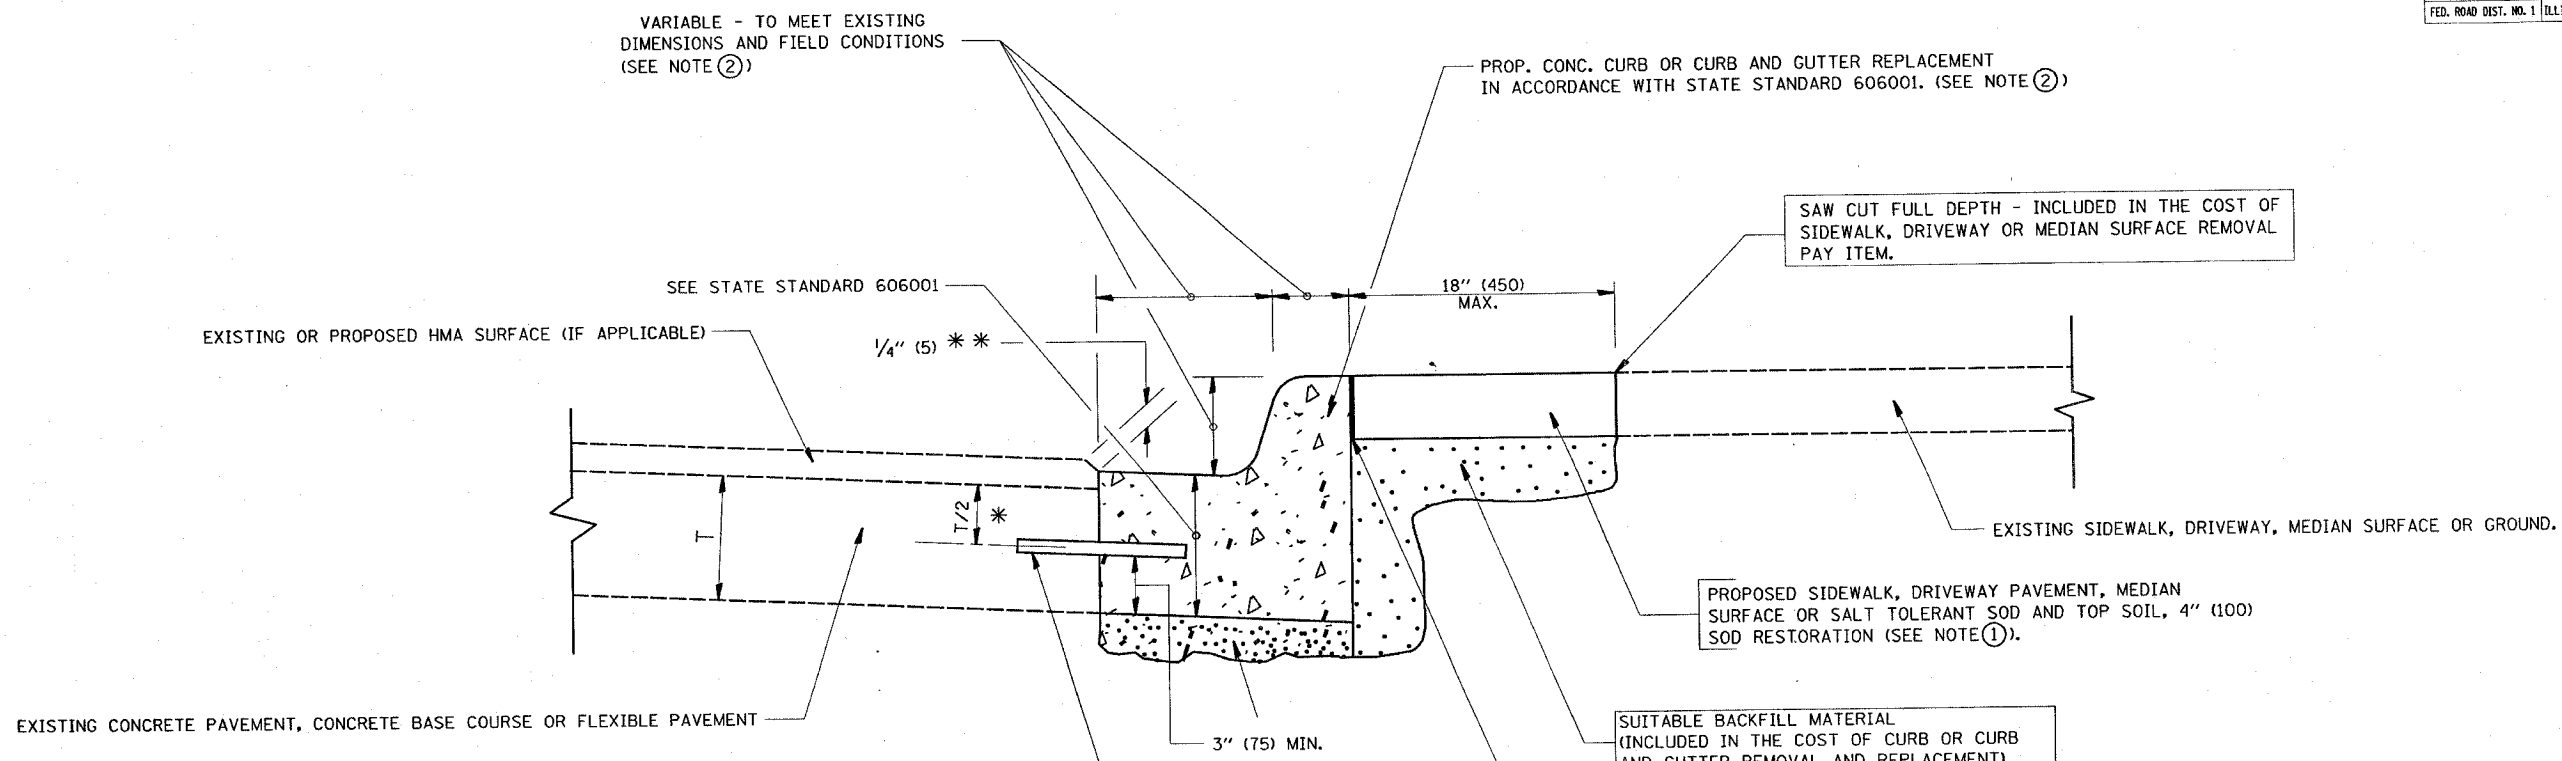 FED. ROAD DIST. NO. 1
VARIABLE - TO MEET EXISTING
DIMENSIONS AND FIELD CONDITIONS
(SEE NOTE 2)
PROP. CONC. CURB OR CURB AND GUTTER REPLACEMENT
IN ACCORDANCE WITH STATE STANDARD 606001. (SEE NOTE 2)
SAW CUT FULL DEPTH - INCLUDED IN THE COST OF
SIDEWALK, DRIVEWAY OR MEDIAN SURFACE REMOVAL
PAY ITEM.
SEE STATE STANDARD 606001
18" (450)
MAX.
EXISTING OR PROPOSED HMA SURFACE (IF APPLICABLE)
1/4" (5) * *
T/2 *
T
EXISTING SIDEWALK, DRIVEWAY, MEDIAN SURFACE OR GROUND.
PROPOSED SIDEWALK, DRIVEWAY PAVEMENT, MEDIAN
SURFACE OR SALT TOLERANT SOD AND TOP SOIL, 4" (100)
SOD RESTORATION (SEE NOTE 1).
EXISTING CONCRETE PAVEMENT, CONCRETE BASE COURSE OR FLEXIBLE PAVEMENT
3" (75) MIN.
SUITABLE BACKFILL MATERIAL
(INCLUDED IN THE COST OF CURB OR CURB
AND GUTTER REMOVAL AND REPLACEMENT)